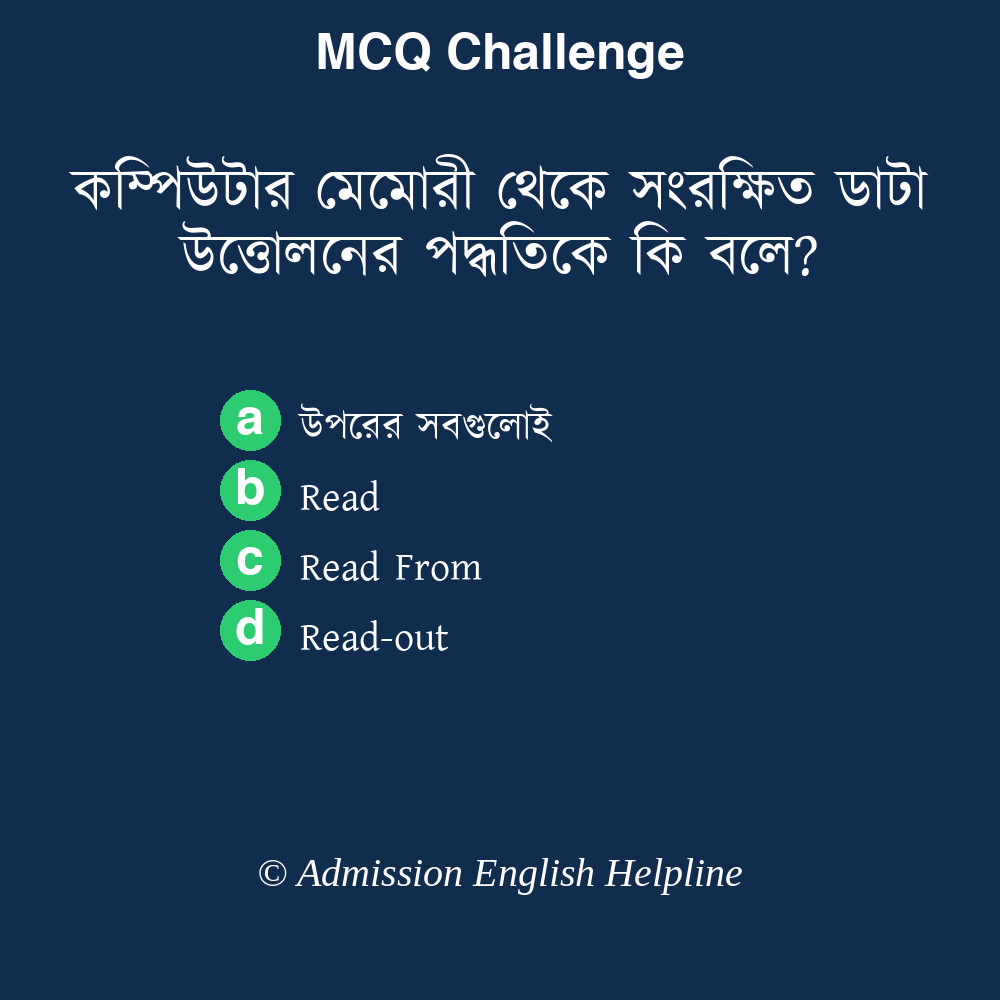 MCQ Challenge
কম্পিউটার মেমোরী থেকে সংরক্ষিত ডাটা
উত্তোলনের পদ্ধতিকে কি বলে?
a উপরের সবগুলোই
b Read
c Read From
d Read-out
© Admission English Helpline